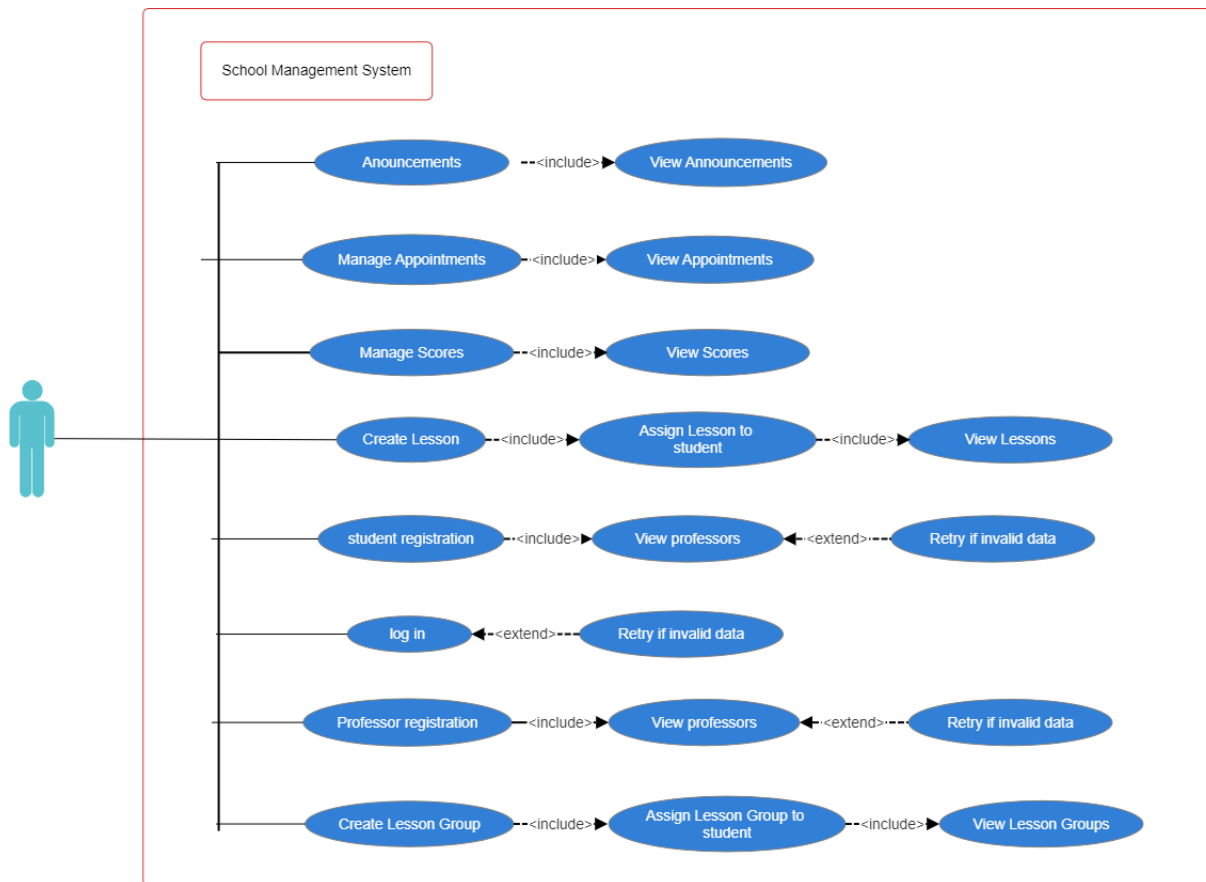 School Management System
Anouncements
<include>
View Announcements
Manage Appointments
<include>
View Appointments
Manage Scores
<include>
View Scores
Create Lesson
<include>
Assign Lesson to
student
<include>
View Lessons
student registration
<include>
View professors
<extend>
Retry if invalid data
log in
<extend>
Retry if invalid data
Professor registration
<include>
View professors
<extend>
Retry if invalid data
Create Lesson Group
<include>
Assign Lesson Group to
student
<include>
View Lesson Groups